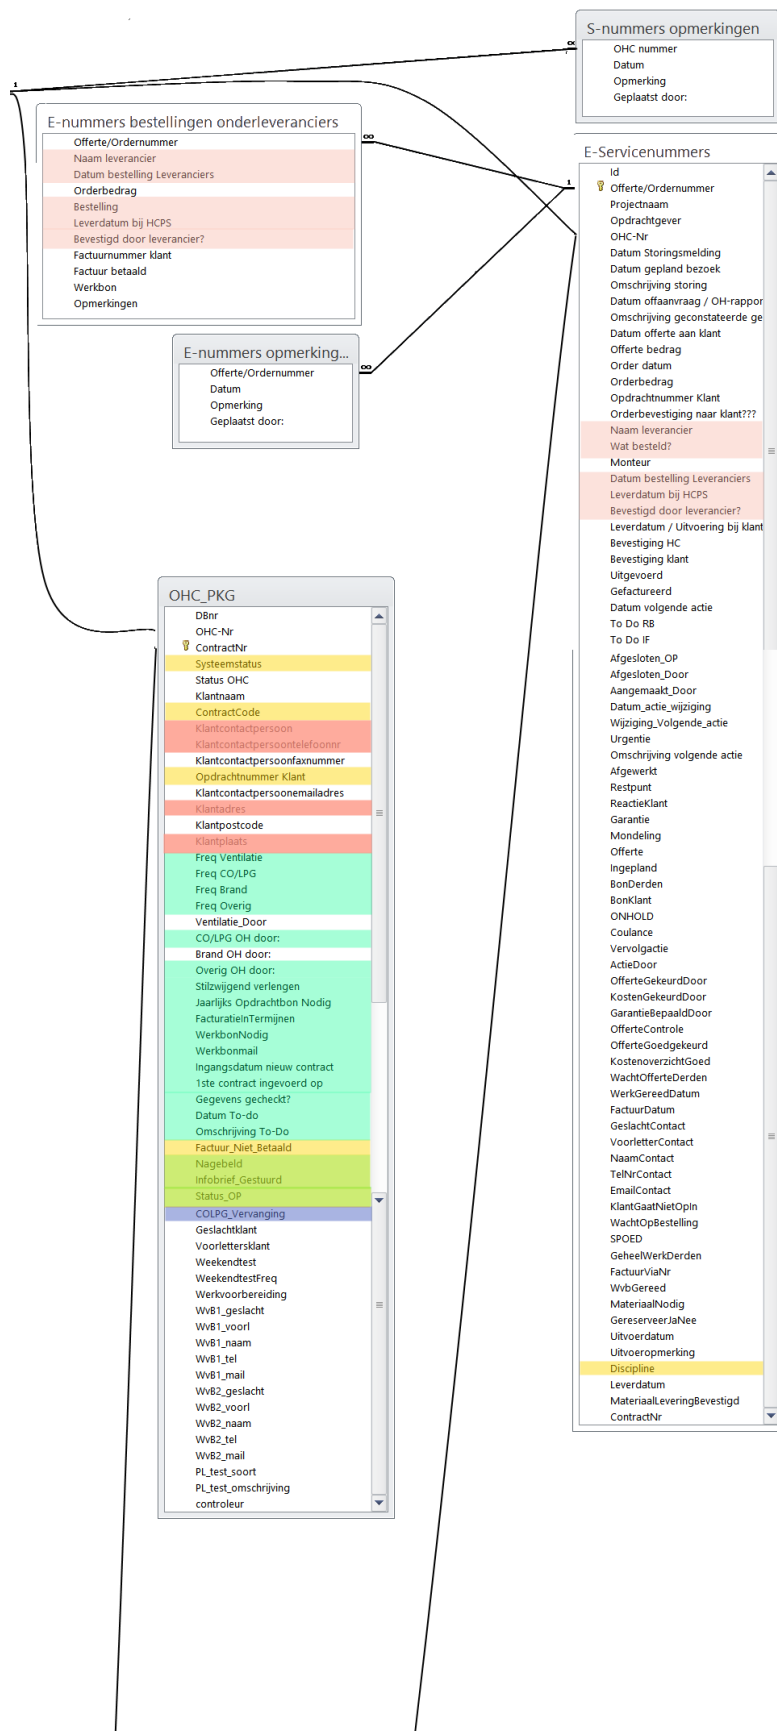 S-nummers opmerkingen
OHC nummer
Datum
Opmerking
Geplaatst door:
1
∞
E-nummers bestellingen onderleveranciers
Offerte/Ordernummer
Naam leverancier
Datum bestelling Leveranciers
Orderbedrag
Bestelling
Leverdatum bij HCPS
Bevestigd door leverancier?
Factuurnummer klant
Factuur betaald
Werkbon
Opmerkingen
∞
1
E-nummers opmerking...
Offerte/Ordernummer
Datum
Opmerking
Geplaatst door:
∞
E-Servicenummers
Id
Offerte/Ordernummer
Projectnaam
Opdrachtgever
OHC-Nr
Datum Storingsmelding
Datum gepland bezoek
Omschrijving storing
Datum offaanvraag / OH-rappor
Omschrijving geconstateerde ge
Datum offerte aan klant
Offerte bedrag
Order datum
Orderbedrag
Opdrachtnummer Klant
Orderbevestiging naar klant???
Naam leverancier
Wat besteld?
Monteur
Datum bestelling Leveranciers
Leverdatum bij HCPS
Bevestigd door leverancier?
Leverdatum / Uitvoering bij klant
Bevestiging HC
Bevestiging klant
Uitgevoerd
Gefactureerd
Datum volgende actie
To Do RB
To Do IF
Afgesloten_OP
Afgesloten_Door
Aangemaakt_Door
Datum_actie_wijziging
Wijziging_Volgende_actie
Urgentie
Omschrijving volgende actie
Afgewerkt
Restpunt
ReactieKlant
Garantie
Mondeling
Offerte
Ingepland
BonDerden
BonKlant
ONHOLD
Coulance
Vervolgactie
ActieDoor
OfferteGekeurdDoor
KostenGekeurdDoor
GarantieBepaaldDoor
OfferteControle
OfferteGoedgekeurd
KostenoverzichtGoed
WachtOfferteDerden
WerkGereedDatum
FactuurDatum
GeslachtContact
VoorletterContact
NaamContact
TelNrContact
EmailContact
KlantGaatNietOpIn
WachtOpBestelling
SPOED
GeheelWerkDerden
FactuurViaNr
WvbGereed
MateriaalNodig
GereserveerJaNee
Uitvoerdatum
Uitvoeropmerking
Discipline
Leverdatum
MateriaalLeveringBevestigd
ContractNr
OHC_PKG
DBnr
OHC-Nr
ContractNr
Systeemstatus
Status OHC
Klantnaam
ContractCode
Klantcontactpersoon
Klantcontactpersoontelefoonnr
Klantcontactpersoonfaxnummer
Opdrachtnummer Klant
Klantcontactpersoonemailadres
Klantadres
Klantpostcode
Klantplaats
Freq Ventilatie
Freq CO/LPG
Freq Brand
Freq Overig
Ventilatie_Door
CO/LPG OH door:
Brand OH door:
Overig OH door:
Stilzwijgend verlengen
Jaarlijks Opdrachtbon Nodig
FacturatieInTermijnen
WerkbonNodig
Werkbonmail
Ingangsdatum nieuw contract
1ste contract ingevoerd op
Gegevens gecheckt?
Datum To-do
Omschrijving To-Do
Factuur_Niet_Betaald
Nagebeld
Infobrief_Gestuurd
Status_OP
COLPG_Vervanging
Geslachtklant
Voorlettersklant
Weekendtest
WeekendtestFreq
Werkvoorbereiding
WvB1_geslacht
WvB1_voorl
WvB1_naam
WvB1_tel
WvB1_mail
WvB2_geslacht
WvB2_voorl
WvB2_naam
WvB2_tel
WvB2_mail
PL_test_soort
PL_test_omschrijving
controleur